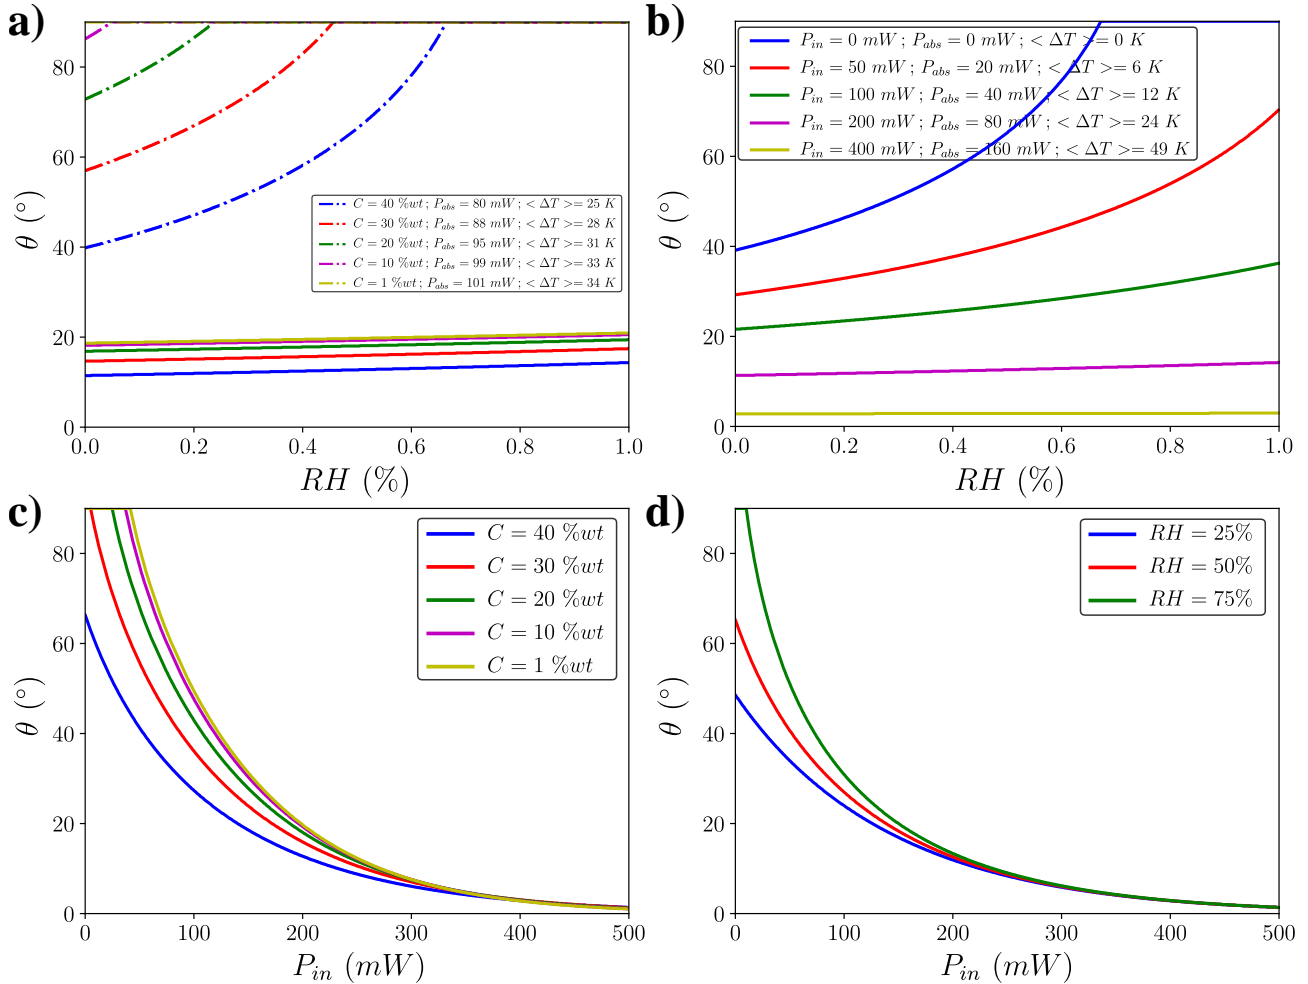 a)
θ (°)
80
60
40
20
0
C = 40 %wt ; P_abs = 80 mW ; < ΔT >= 25 K
C = 30 %wt ; P_abs = 88 mW ; < ΔT >= 28 K
C = 20 %wt ; P_abs = 95 mW ; < ΔT >= 31 K
C = 10 %wt ; P_abs = 99 mW ; < ΔT >= 33 K
C = 1 %wt ; P_abs = 101 mW ; < ΔT >= 34 K
0.0 0.2 0.4 0.6 0.8 1.0
RH (%)
b)
θ (°)
80
60
40
20
0
P_in = 0 mW ; P_abs = 0 mW ; < ΔT >= 0 K
P_in = 50 mW ; P_abs = 20 mW ; < ΔT >= 6 K
P_in = 100 mW ; P_abs = 40 mW ; < ΔT >= 12 K
P_in = 200 mW ; P_abs = 80 mW ; < ΔT >= 24 K
P_in = 400 mW ; P_abs = 160 mW ; < ΔT >= 49 K
0.0 0.2 0.4 0.6 0.8 1.0
RH (%)
c)
θ (°)
80
60
40
20
0
C = 40 %wt
C = 30 %wt
C = 20 %wt
C = 10 %wt
C = 1 %wt
0 100 200 300 400 500
P_in (mW)
d)
θ (°)
80
60
40
20
0
RH = 25%
RH = 50%
RH = 75%
0 100 200 300 400 500
P_in (mW)